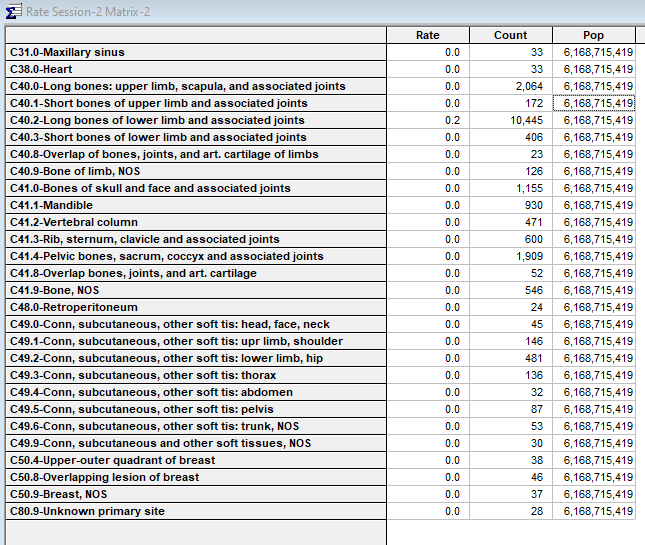 Rate Session-2 Matrix-2
Rate Count Pop
C31.0-Maxillary sinus 0.0 33 6,168,715,419
C38.0-Heart 0.0 33 6,168,715,419
C40.0-Long bones: upper limb, scapula, and associated joints 0.0 2,064 6,168,715,419
C40.1-Short bones of upper limb and associated joints 0.0 172 6,168,715,419
C40.2-Long bones of lower limb and associated joints 0.2 10,445 6,168,715,419
C40.3-Short bones of lower limb and associated joints 0.0 406 6,168,715,419
C40.8-Overlap of bones, joints, and art. cartilage of limbs 0.0 23 6,168,715,419
C40.9-Bone of limb, NOS 0.0 126 6,168,715,419
C41.0-Bones of skull and face and associated joints 0.0 1,155 6,168,715,419
C41.1-Mandible 0.0 930 6,168,715,419
C41.2-Vertebral column 0.0 471 6,168,715,419
C41.3-Rib, sternum, clavicle and associated joints 0.0 600 6,168,715,419
C41.4-Pelvic bones, sacrum, coccyx and associated joints 0.0 1,909 6,168,715,419
C41.8-Overlap bones, joints, and art. cartilage 0.0 52 6,168,715,419
C41.9-Bone, NOS 0.0 546 6,168,715,419
C48.0-Retroperitoneum 0.0 24 6,168,715,419
C49.0-Conn, subcutaneous, other soft tis: head, face, neck 0.0 45 6,168,715,419
C49.1-Conn, subcutaneous, other soft tis: upr limb, shoulder 0.0 146 6,168,715,419
C49.2-Conn, subcutaneous, other soft tis: lower limb, hip 0.0 481 6,168,715,419
C49.3-Conn, subcutaneous, other soft tis: thorax 0.0 136 6,168,715,419
C49.4-Conn, subcutaneous, other soft tis: abdomen 0.0 32 6,168,715,419
C49.5-Conn, subcutaneous, other soft tis: pelvis 0.0 87 6,168,715,419
C49.6-Conn, subcutaneous, other soft tis: trunk, NOS 0.0 53 6,168,715,419
C49.9-Conn, subcutaneous and other soft tissues, NOS 0.0 30 6,168,715,419
C50.4-Upper-outer quadrant of breast 0.0 38 6,168,715,419
C50.8-Overlapping lesion of breast 0.0 46 6,168,715,419
C50.9-Breast, NOS 0.0 37 6,168,715,419
C80.9-Unknown primary site 0.0 28 6,168,715,419